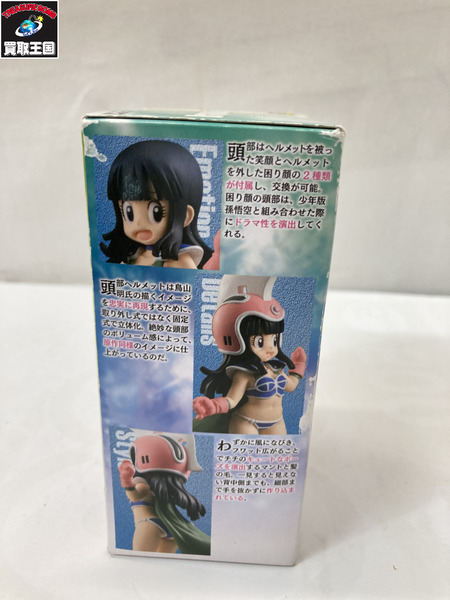 買取王国
Emotion
頭部はヘルメットを被っ
た笑顔とヘルメット
を外した困り顔の2種類
が付属し、交換が可能。
困り顔の頭部は、少年版
孫悟空と組み合わせた際
にドラマ性を演出してく
れる。
Details
頭部ヘルメットは鳥山
明氏の描くイメージ
を忠実に再現するために、
取り外し式ではなく固定
式で立体化。絶妙な頭部
のボリューム感によって、
原作同様のイメージに仕
上がっているのだ。
わずかに風になびき、
フワット広がること
でチチのキュートなポー
ズを演出するマントと髪
の毛。一見すると見えな
い背中側までも、細部ま
で手を抜かずに作り込ま
れている。